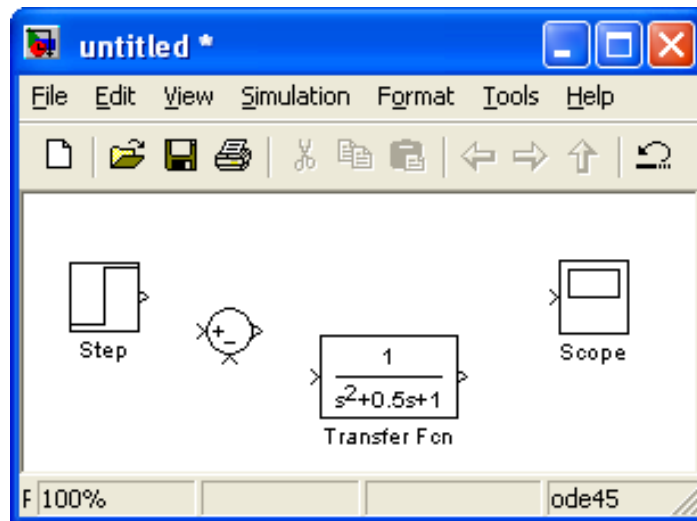 untitled *
File Edit View Simulation Format Tools Help
Step
+
-
1
s²+0.5s+1
Transfer Fcn
Scope
F 100% ode45